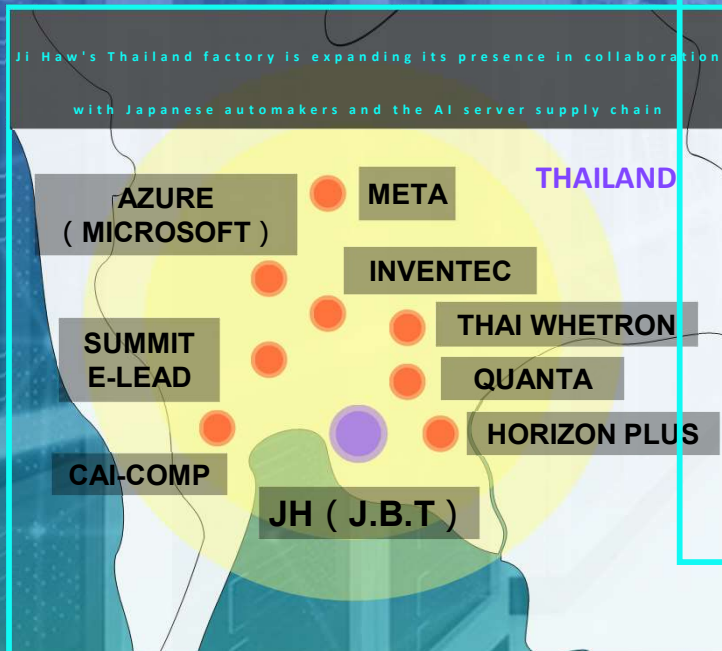 Ji Haw's Thailand factory is expanding its presence in collaboration
with Japanese automakers and the AI server supply chain
THAILAND
AZURE
( MICROSOFT )
META
INVENTEC
THAI WHETRON
SUMMIT
E-LEAD
QUANTA
HORIZON PLUS
CAI-COMP
JH ( J.B.T )